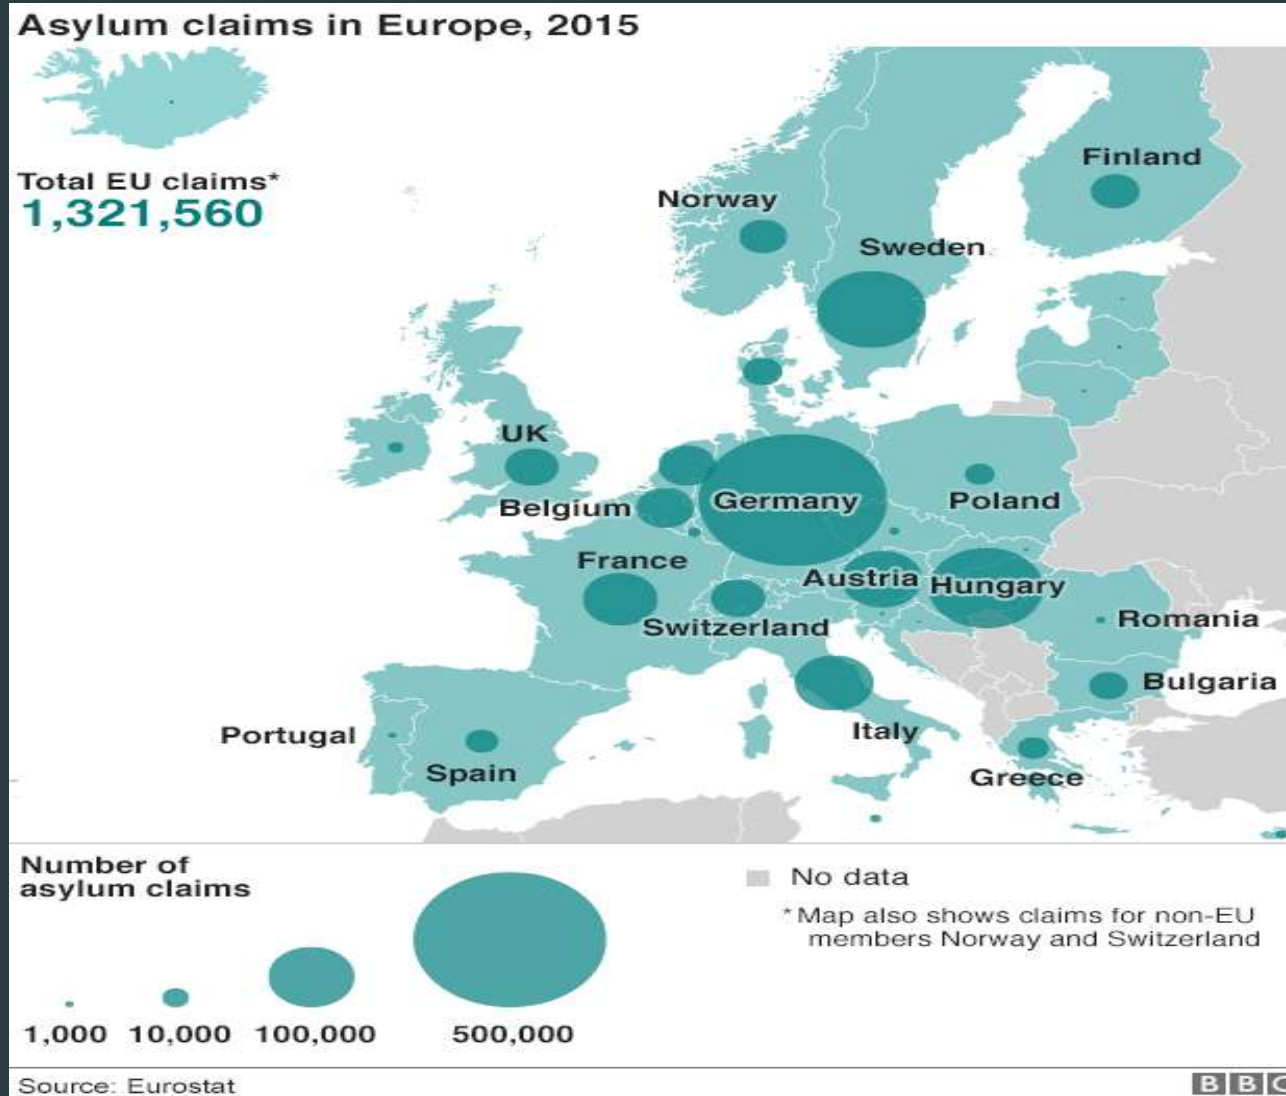 Asylum claims in Europe, 2015
Total EU claims*
1,321,560
Finland
Norway
Sweden
UK
Belgium
Germany
Poland
France
Austria
Hungary
Switzerland
Romania
Bulgaria
Portugal
Italy
Spain
Greece
Number of
asylum claims
No data
*Map also shows claims for non-EU
members Norway and Switzerland
1,000
10,000
100,000
500,000
Source: Eurostat
BBC